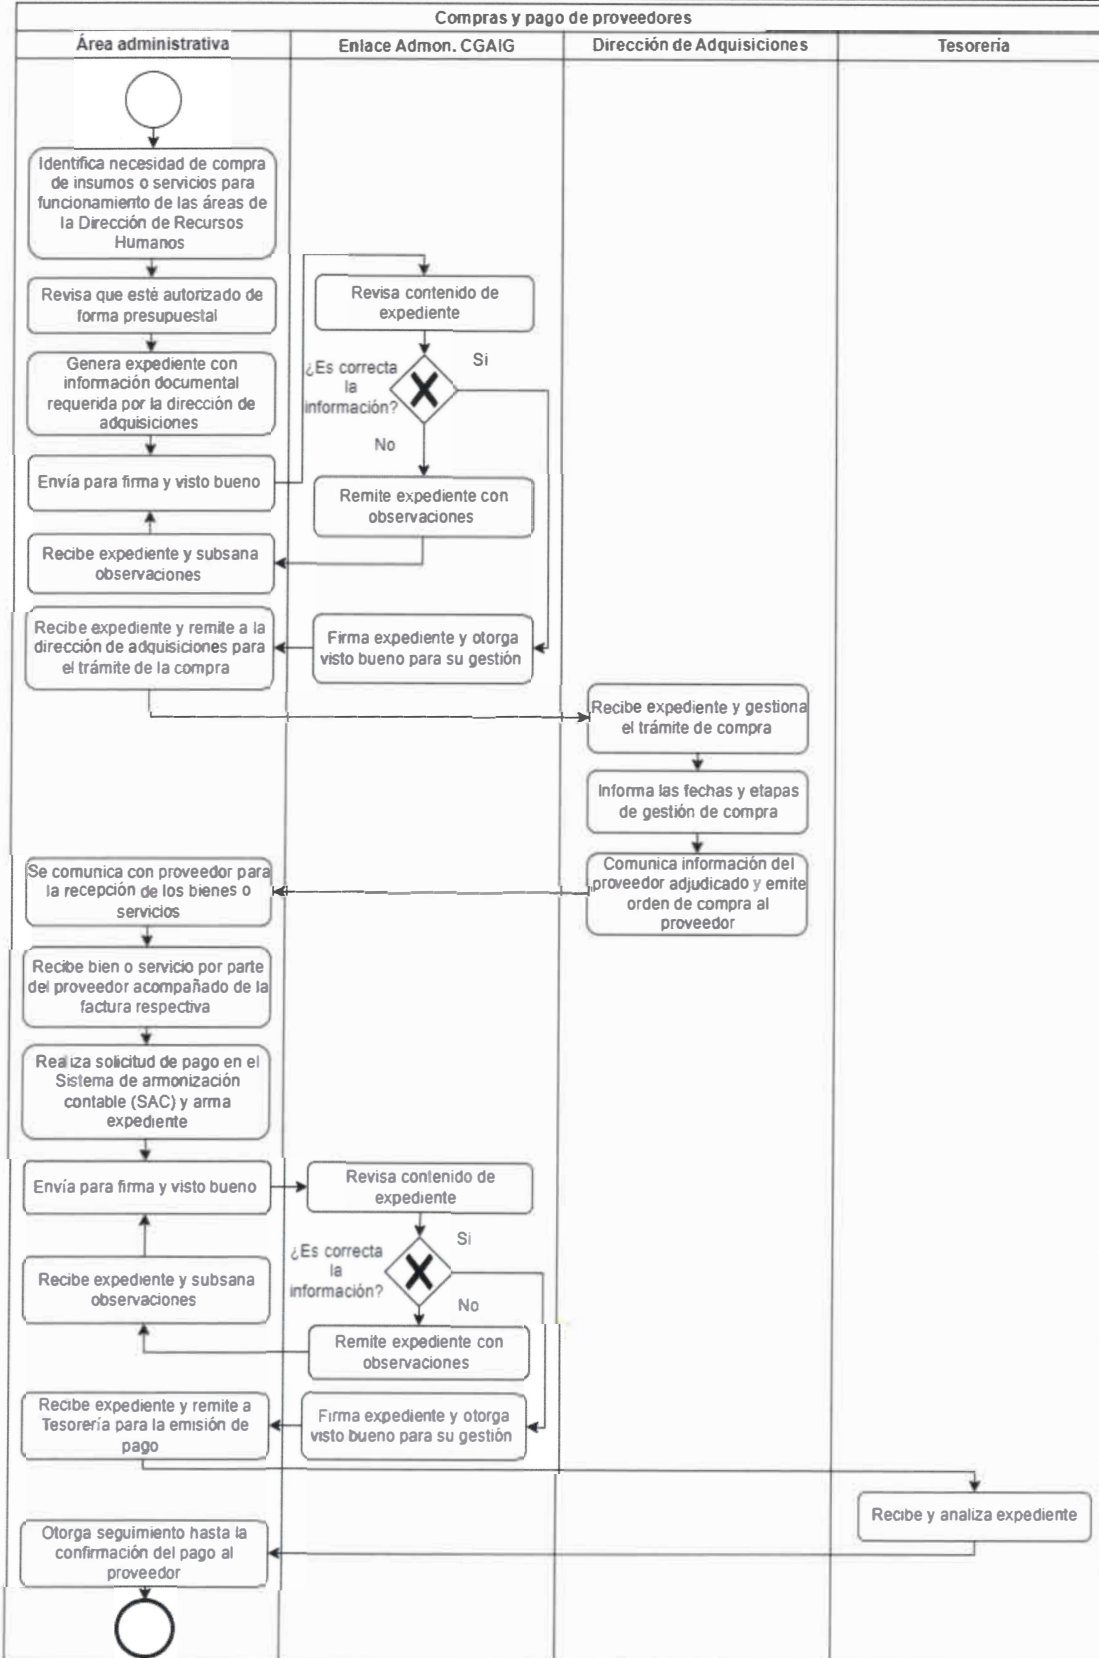 Compras y pago de proveedores
Área administrativa
Enlace Admon. CGAIG
Dirección de Adquisiciones
Tesorería
Identifica necesidad de compra
de insumos o servicios para
funcionamiento de las áreas de
la Dirección de Recursos
Humanos
Revisa que esté autorizado de
forma presupuestal
Genera expediente con
información documental
requerida por la dirección de
adquisiciones
Envía para firma y visto bueno
Revisa contenido de
expediente
¿Es correcta
la
información?
Si
No
Remite expediente con
observaciones
Recibe expediente y subsana
observaciones
Firma expediente y otorga
visto bueno para su gestión
Recibe expediente y remite a la
dirección de adquisiciones para
el trámite de la compra
Recibe expediente y gestiona
el trámite de compra
Informa las fechas y etapas
de gestión de compra
Comunica información del
proveedor adjudicado y emite
orden de compra al
proveedor
Se comunica con proveedor para
la recepción de los bienes o
servicios
Recibe bien o servicio por parte
del proveedor acompañado de la
factura respectiva
Realiza solicitud de pago en el
Sistema de armonización
contable (SAC) y arma
expediente
Envía para firma y visto bueno
Revisa contenido de
expediente
¿Es correcta
la
información?
Si
No
Remite expediente con
observaciones
Recibe expediente y subsana
observaciones
Firma expediente y otorga
visto bueno para su gestión
Recibe expediente y remite a
Tesorería para la emisión de
pago
Recibe y analiza expediente
Otorga seguimiento hasta la
confirmación del pago al
proveedor